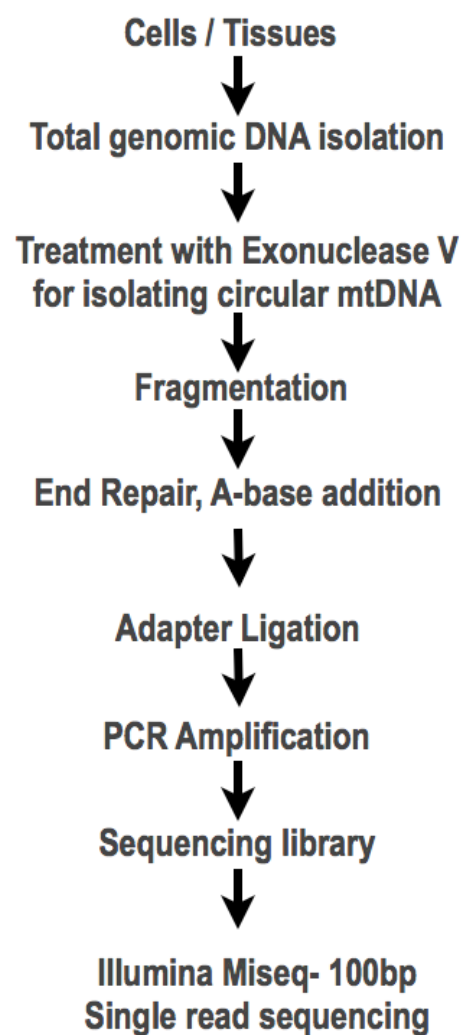 Cells / Tissues
Total genomic DNA isolation
Treatment with Exonuclease V
for isolating circular mtDNA
Fragmentation
End Repair, A-base addition
Adapter Ligation
PCR Amplification
Sequencing library
Illumina Miseq- 100bp
Single read sequencing